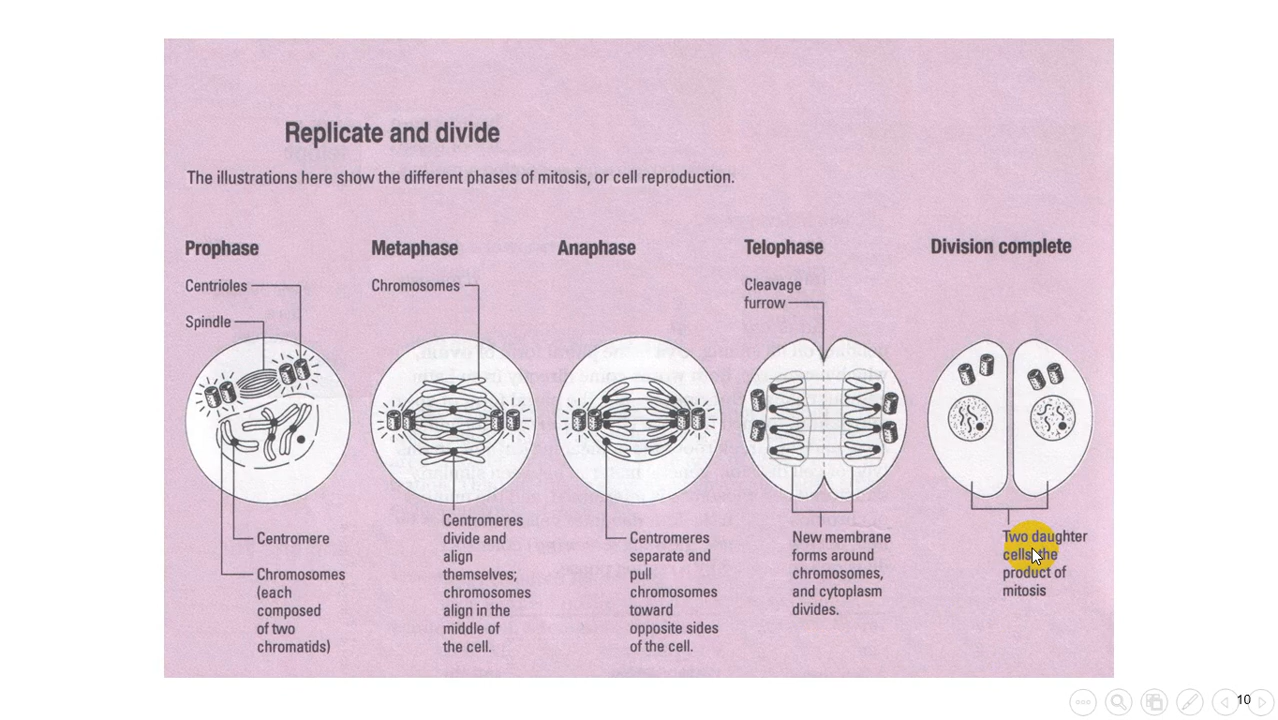 Replicate and divide
The illustrations here show the different phases of mitosis, or cell reproduction.
Prophase
Centrioles
Spindle
Centromere
Chromosomes
(each
composed
of two
chromatids)
Metaphase
Chromosomes
Centromeres
divide and
align
themselves;
chromosomes
align in the
middle of
the cell.
Anaphase
Centromeres
separate and
pull
chromosomes
toward
opposite sides
of the cell.
Telophase
Cleavage
furrow
New membrane
forms around
chromosomes,
and cytoplasm
divides.
Division complete
Two daughter
cells, the
product of
mitosis
10